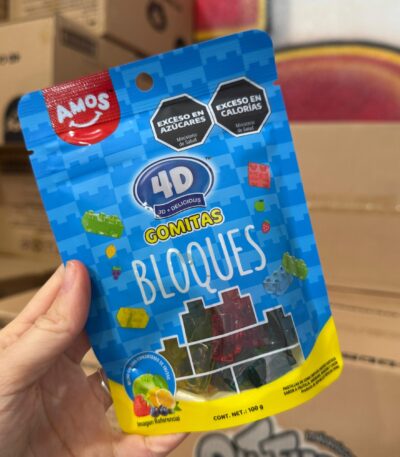 AMOS
EXCESO EN
AZÚCARES
Ministerio
de Salud
EXCESO EN
CALORÍAS
Ministerio
de Salud
4D
3D + DELICIOUS
GOMITAS
BLOQUES
Imagen Referencial
CONT. NET.: 100 g